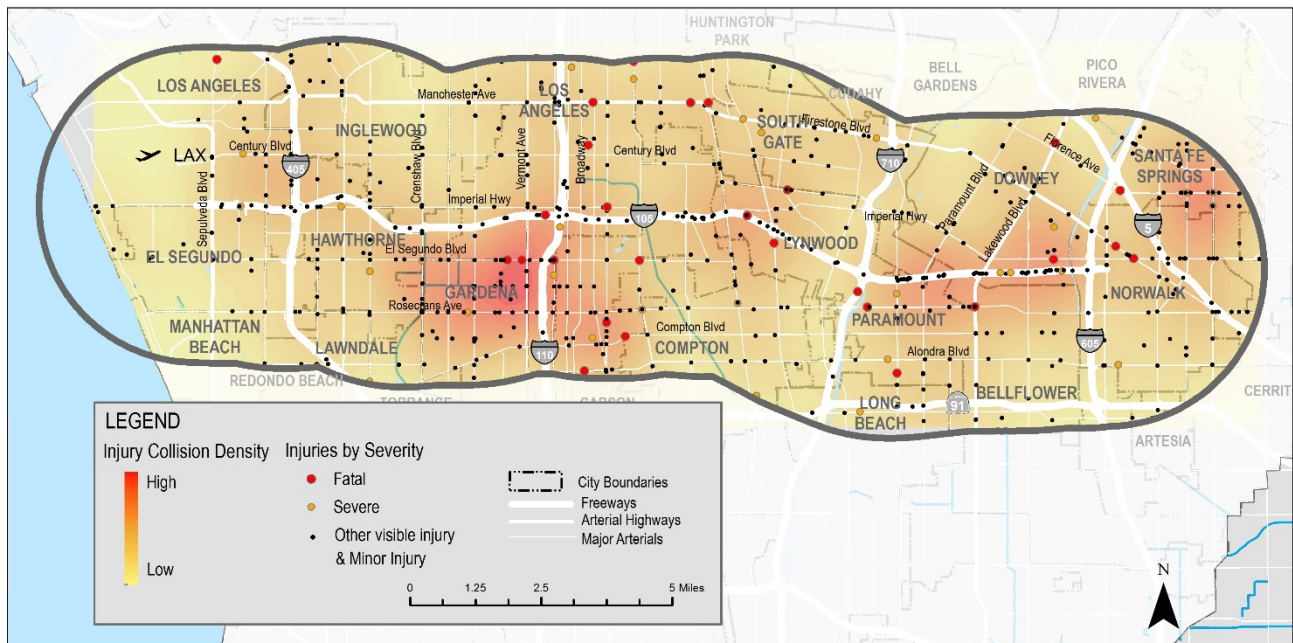 HUNTINGTON
PARK
LOS ANGELES
Manchester Ave
LOS
ANGELES
CUDAHY
BELL
GARDENS
PICO
RIVERA
INGLEWOOD
SOUTH
GATE
Firestone Blvd
Florence Ave
SANTA FE
SPRINGS
LAX
Century Blvd
405
Crenshaw Blvd
Vermont Ave
Broadway
Century Blvd
710
DOWNEY
Sepulveda Blvd
Imperial Hwy
105
Imperial Hwy
Paramount Blvd
Lakewood Blvd
5
HAWTHORNE
El Segundo Blvd
LYNWOOD
EL SEGUNDO
GARDENA
Rosecrans Ave
NORWALK
MANHATTAN
BEACH
LAWNDALE
110
Compton Blvd
COMPTON
PARAMOUNT
Alondra Blvd
605
REDONDO BEACH
TORRANCE
CARSON
LONG
BEACH
91
BELLFLOWER
CERRIT
ARTESIA
LEGEND
Injury Collision Density
High
Low
Injuries by Severity
Fatal
Severe
Other visible injury
& Minor Injury
City Boundaries
Freeways
Arterial Highways
Major Arterials
0 1.25 2.5 5 Miles
N